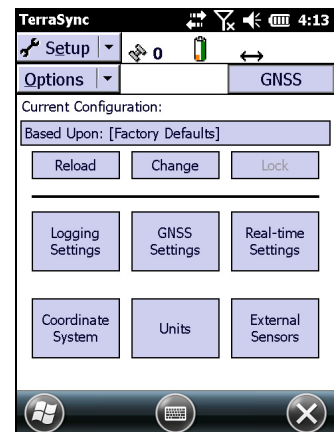 TerraSync 4:13
Setup 0
Options GNSS
Current Configuration:
Based Upon: [Factory Defaults]
Reload Change Lock
Logging Settings GNSS Settings Real-time Settings
Coordinate System Units External Sensors